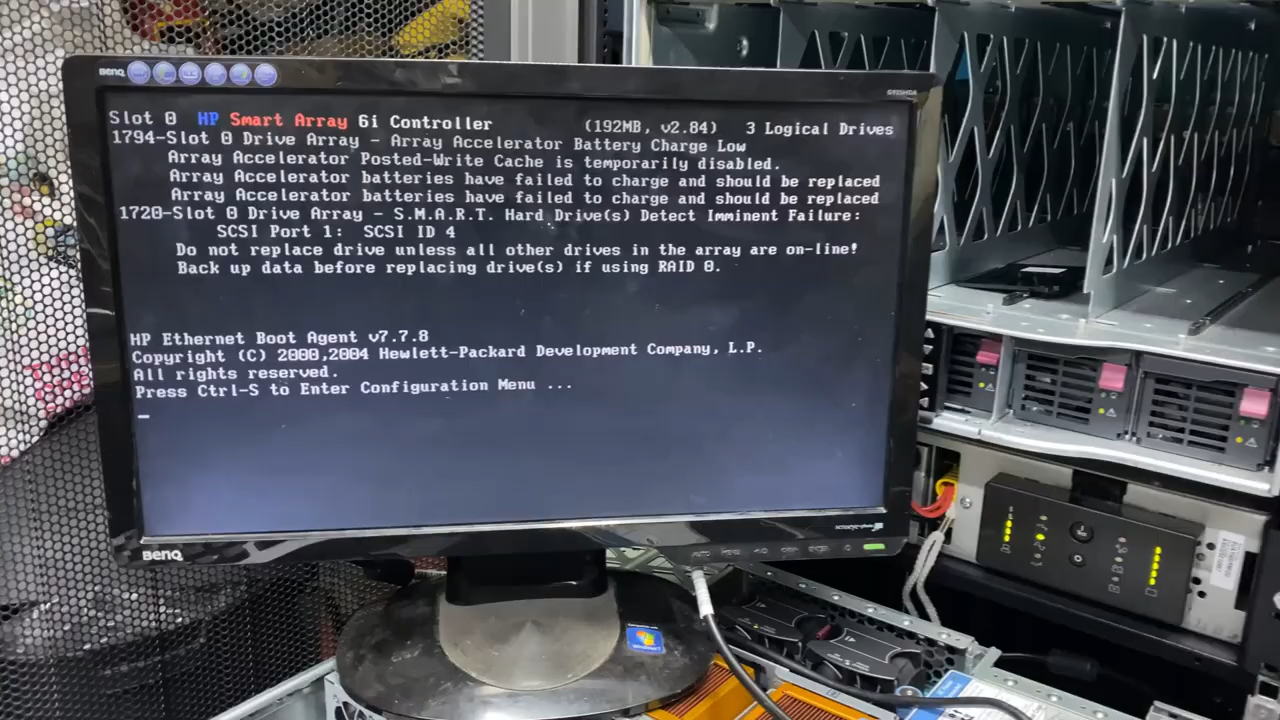 BenQ
G925HDA
Slot 0 HP Smart Array 6i Controller (192MB, v2.84) 3 Logical Drives
1794-Slot 0 Drive Array - Array Accelerator Battery Charge Low
Array Accelerator Posted-Write Cache is temporarily disabled.
Array Accelerator batteries have failed to charge and should be replaced
Array Accelerator batteries have failed to charge and should be replaced
1720-Slot 0 Drive Array - S.M.A.R.T. Hard Drive(s) Detect Imminent Failure:
SCSI Port 1: SCSI ID 4
Do not replace drive unless all other drives in the array are on-line!
Back up data before replacing drive(s) if using RAID 0.
HP Ethernet Boot Agent v7.7.8
Copyright (C) 2000,2004 Hewlett-Packard Development Company, L.P.
All rights reserved.
Press Ctrl-S to Enter Configuration Menu ...
_
BenQ
AUTO